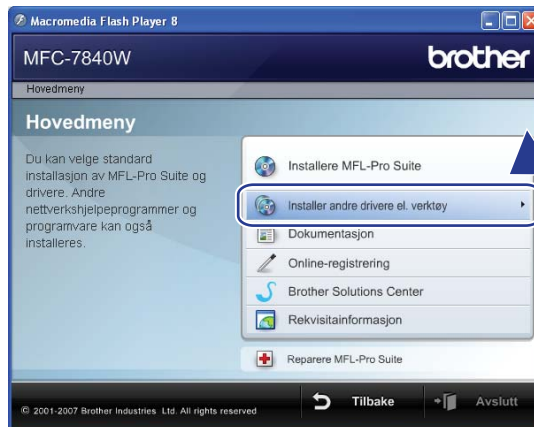 Macromedia Flash Player 8
MFC-7840W
brother
Hovedmeny
Hovedmeny
Du kan velge standard
installasjon av MFL-Pro Suite og
drivere. Andre
nettverkshjelpeprogrammer og
programvare kan også
installeres.
Installere MFL-Pro Suite
Installer andre drivere el. verktøy
Dokumentasjon
Online-registrering
Brother Solutions Center
Rekvisitainformasjon
Reparere MFL-Pro Suite
© 2001-2007 Brother Industries Ltd. All rights reserved
Tilbake
Avslutt